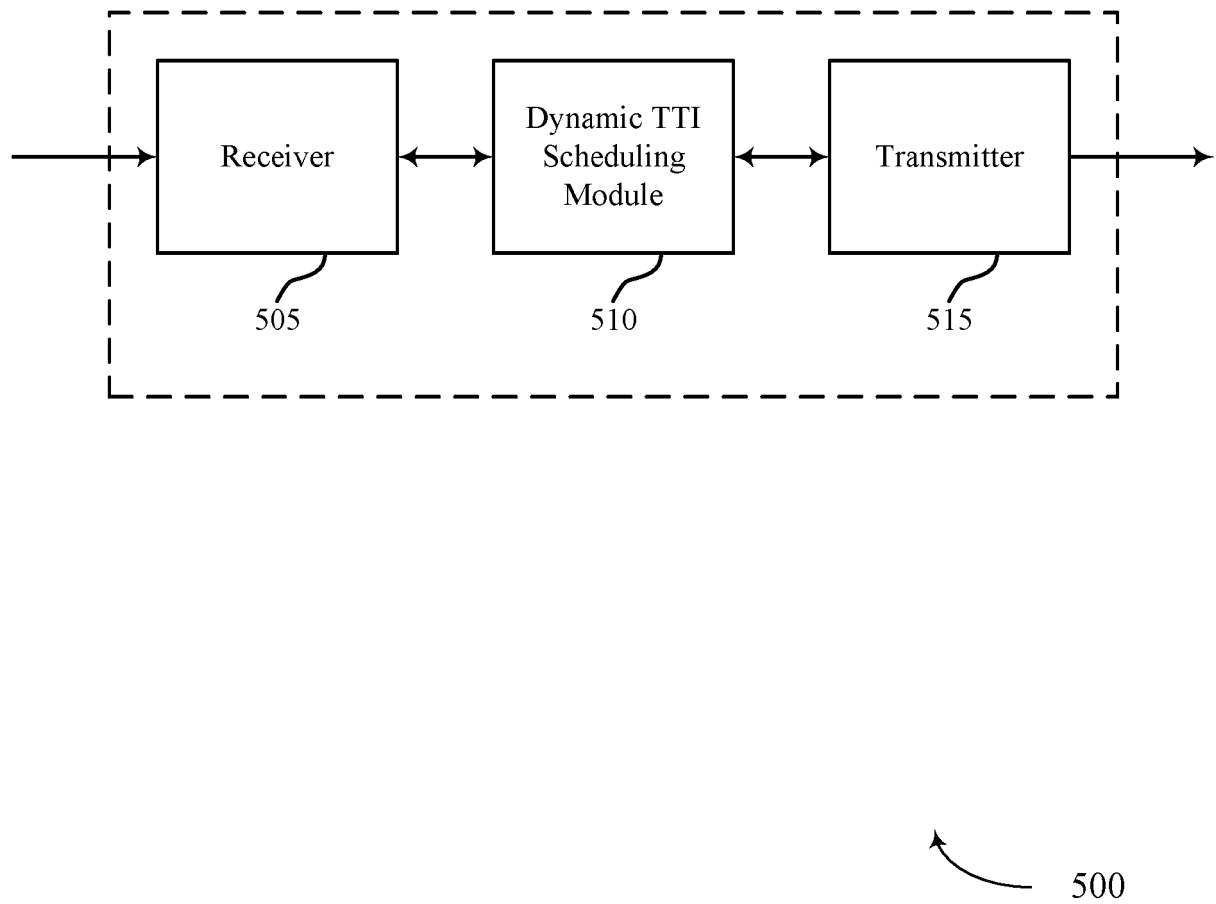 Receiver
Dynamic TTI
Scheduling
Module
Transmitter
505
510
515
500